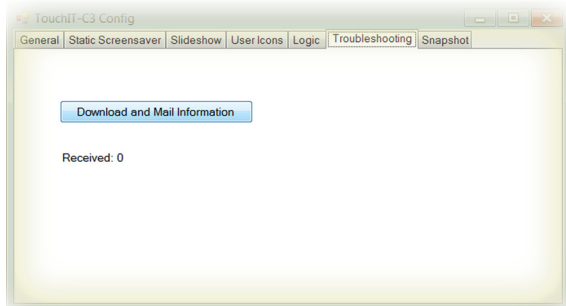 TouchIT-C3 Config
General Static Screensaver Slideshow User Icons Logic Troubleshooting Snapshot
Download and Mail Information
Received: 0